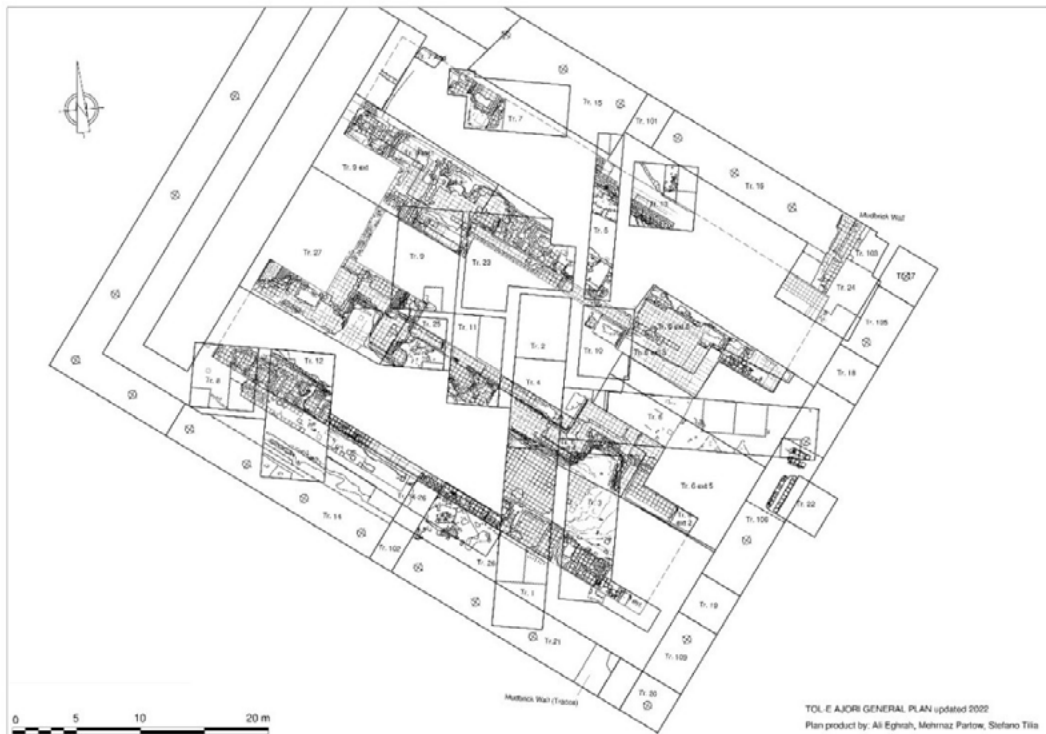 Tr. 15
Tr. 7
Tr. 101
Tr. 16
Tr. 9 ext
Tr. 13
Mudbrick Wall
Tr. 5
Tr. 27
Tr. 9
Tr. 23
Tr. 24
Tr. 25
Tr. 11
Tr. 2
Tr. 10
Tr. 18
Tr. 12
Tr. 8
Tr. 4
Tr. 6
Tr. 6 ext 5
Tr. 3
Tr. 22
Tr. 14
Tr. 102
Tr. 1
Tr. 19
Tr. 109
Tr. 21
Tr. 20
Mudbrick Wall (Traces)
0 5 10 20 m
TOL-E AJORI GENERAL PLAN updated 2022
Plan product by: Ali Eghrah, Mehrnaz Partow, Stefano Tilia